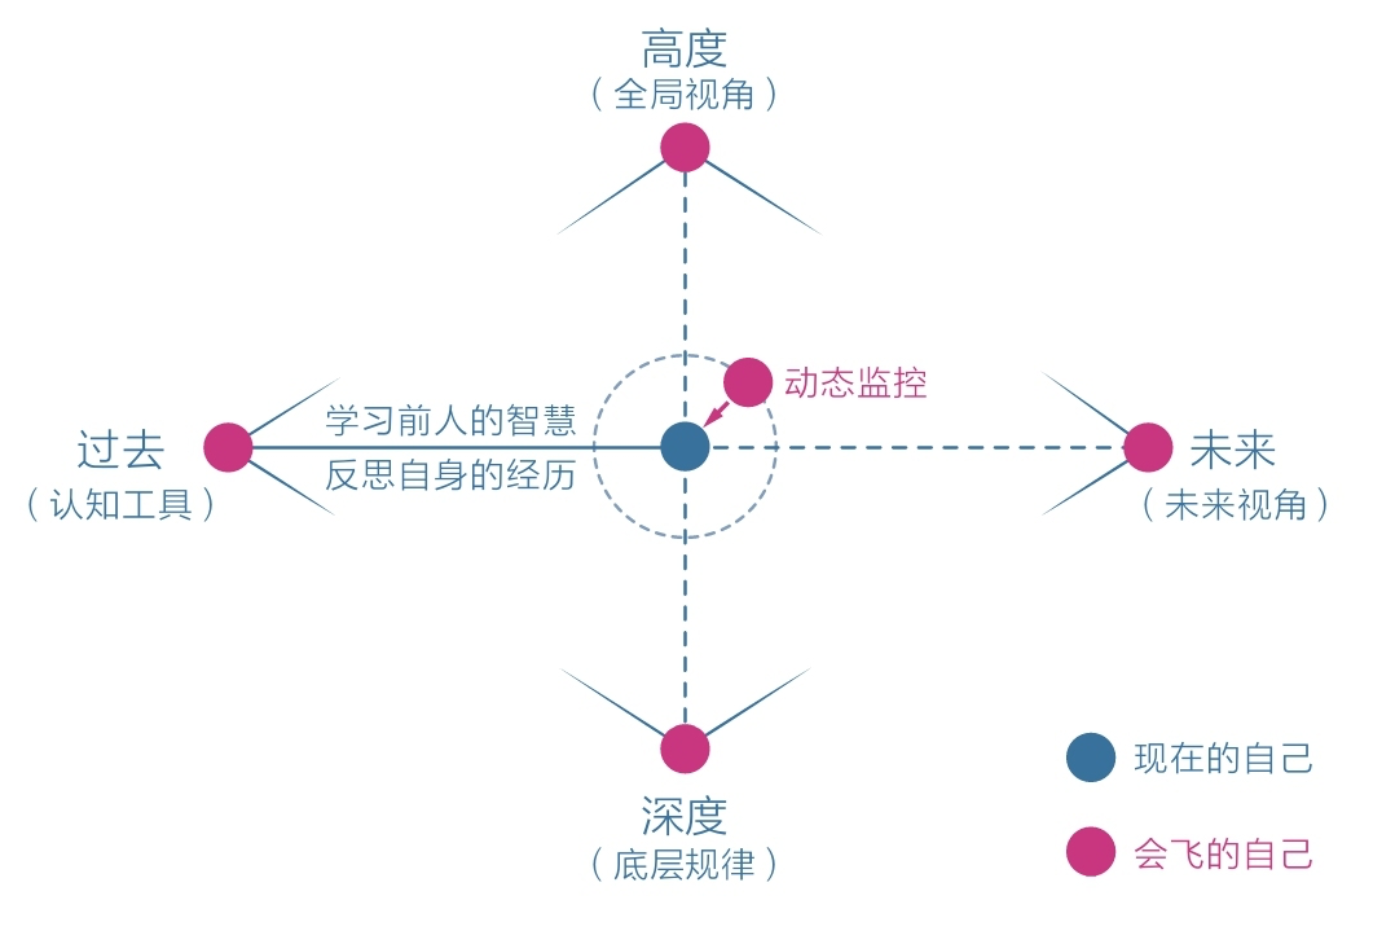 高度
（全局视角）
动态监控
学习前人的智慧
过去
未来
反思自身的经历
（认知工具）
（未来视角）
现在的自己
深度
（底层规律）
会飞的自己